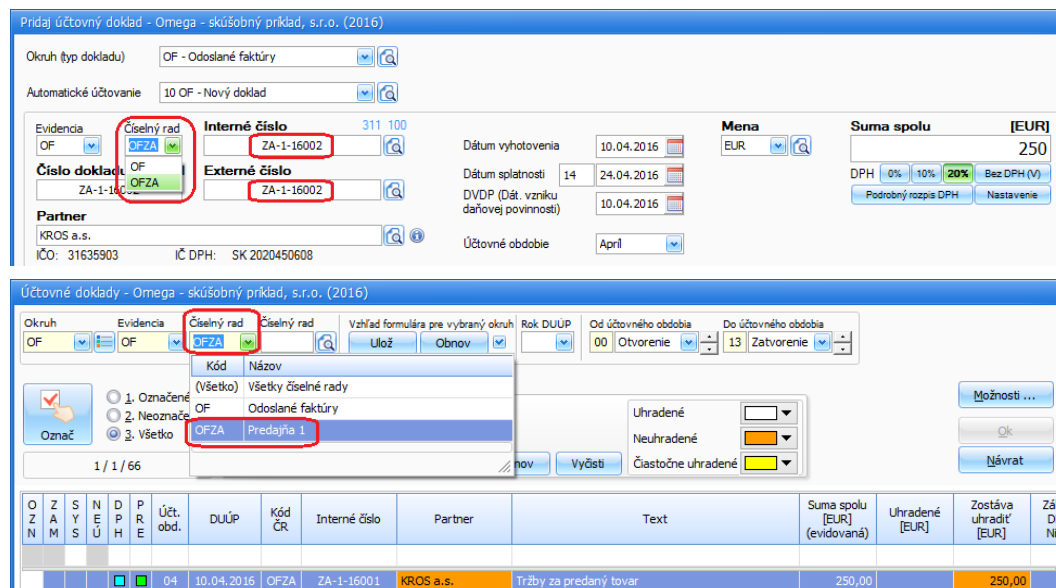 Pridaj účtovný doklad - Omega - skúšobný príklad, s.r.o. (2016)
Okruh (typ dokladu) OF - Odoslané faktúry
Automatické účtovanie 10 OF - Nový doklad
Evidencia Číselný rad Interné číslo 311 100 Mena Suma spolu [EUR]
OF OFZA ZA-1-16002 Dátum vyhotovenia 10.04.2016 EUR 250
OF
OFZA
Číslo dokladu Externé číslo Dátum splatnosti 14 24.04.2016 DPH 0% 10% 20% Bez DPH (V)
ZA-1-16002 ZA-1-16002 DVDP (Dát. vzniku daňovej povinnosti) 10.04.2016 Podrobný rozpis DPH Nastavenie
Partner
KROS a.s. Účtovné obdobie Apríl
IČO: 31635903 IČ DPH: SK 2020450608
Účtovné doklady - Omega - skúšobný príklad, s.r.o. (2016)
Okruh Evidencia Číselný rad Číselný rad Vzhľad formulára pre vybraný okruh Rok DUÚP Od účtovného obdobia Do účtovného obdobia
OF OF OFZA Ulož Obnov 00 Otvorenie 13 Zatvorenie
Kód Názov
(Všetko) Všetky číselné rady
OF Odoslané faktúry
OFZA Predajňa 1
Označ
1. Označené
2. Neoznače
3. Všetko
1 / 1 / 66
nov Vyčisti
Uhradené
Neuhradené
Čiastočne uhradené
Možnosti ...
Ok
Návrat
OZN ZAM SYS NEÚ DPH PRE Účt. obd. DUÚP Kód ČR Interné číslo Partner Text Suma spolu [EUR] (evidovaná) Uhradené [EUR] Zostáva uhradiť [EUR]
04 10.04.2016 OFZA ZA-1-16001 KROS a.s. Tržby za predaný tovar 250,00 250,00